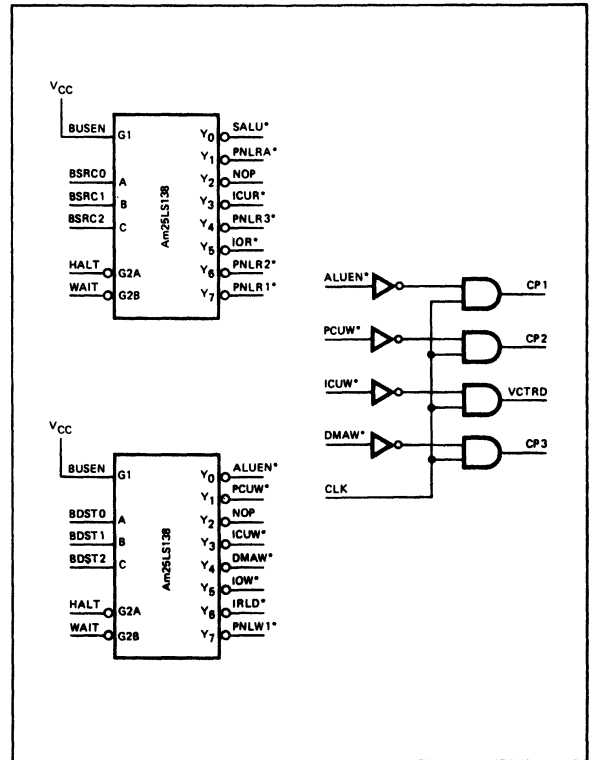 VCC
BUSEN G1 Y0 SALU*
Y1 PNLRA*
BSRC0 A Y2 NOP
BSRC1 B Y3 ICUR*
BSRC2 C Y4 PNLR3*
Y5 IOR*
HALT G2A Y6 PNLR2*
WAIT G2B Y7 PNLR1*
Am25LS138
ALUEN* CP1
PCUW* CP2
ICUW* VCTRD
DMAW* CP3
CLK
VCC
BUSEN G1 Y0 ALUEN*
Y1 PCUW*
BDST0 A Y2 NOP
BDST1 B Y3 ICUW*
BDST2 C Y4 DMAW*
Y5 IOW*
HALT G2A Y6 IRLD*
WAIT G2B Y7 PNLW1*
Am25LS138